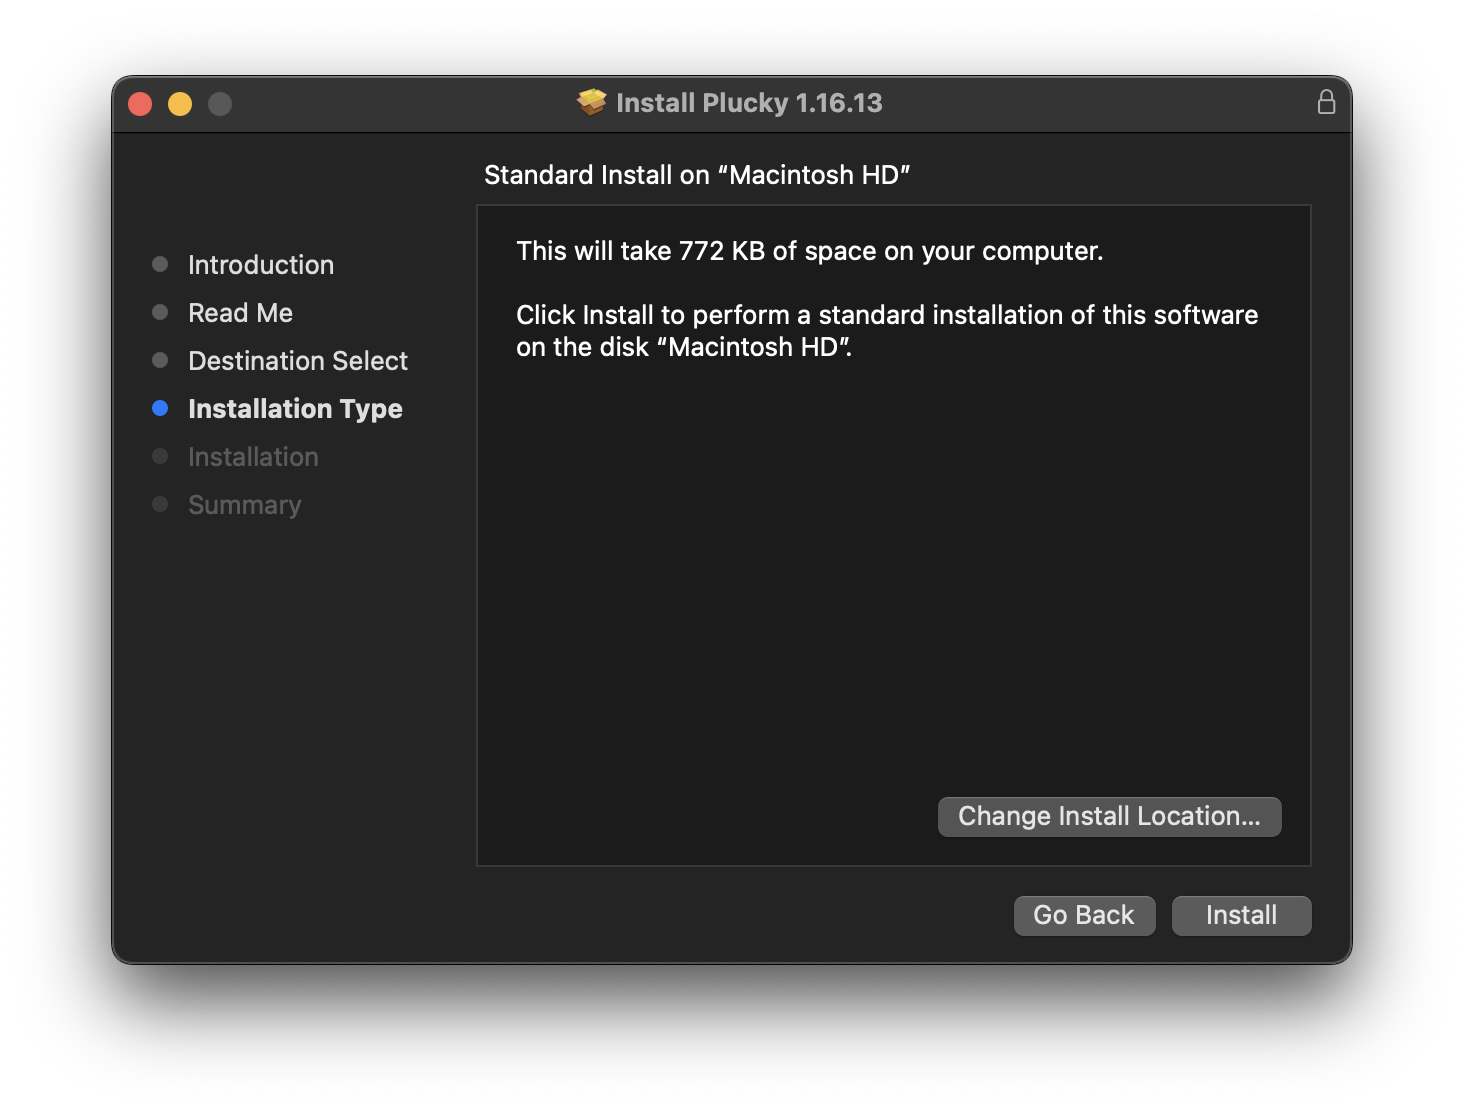 Install Plucky 1.16.13
Standard Install on “Macintosh HD”
Introduction
Read Me
Destination Select
Installation Type
Installation
Summary
This will take 772 KB of space on your computer.
Click Install to perform a standard installation of this software
on the disk “Macintosh HD”.
Change Install Location...
Go Back
Install